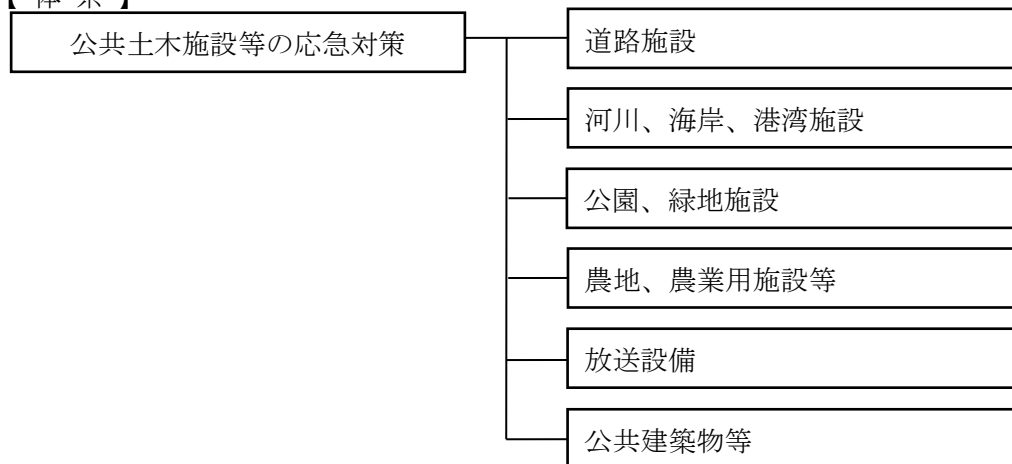 【 体 系 】
公共土木施設等の応急対策
道路施設
河川、海岸、港湾施設
公園、緑地施設
農地、農業用施設等
放送設備
公共建築物等